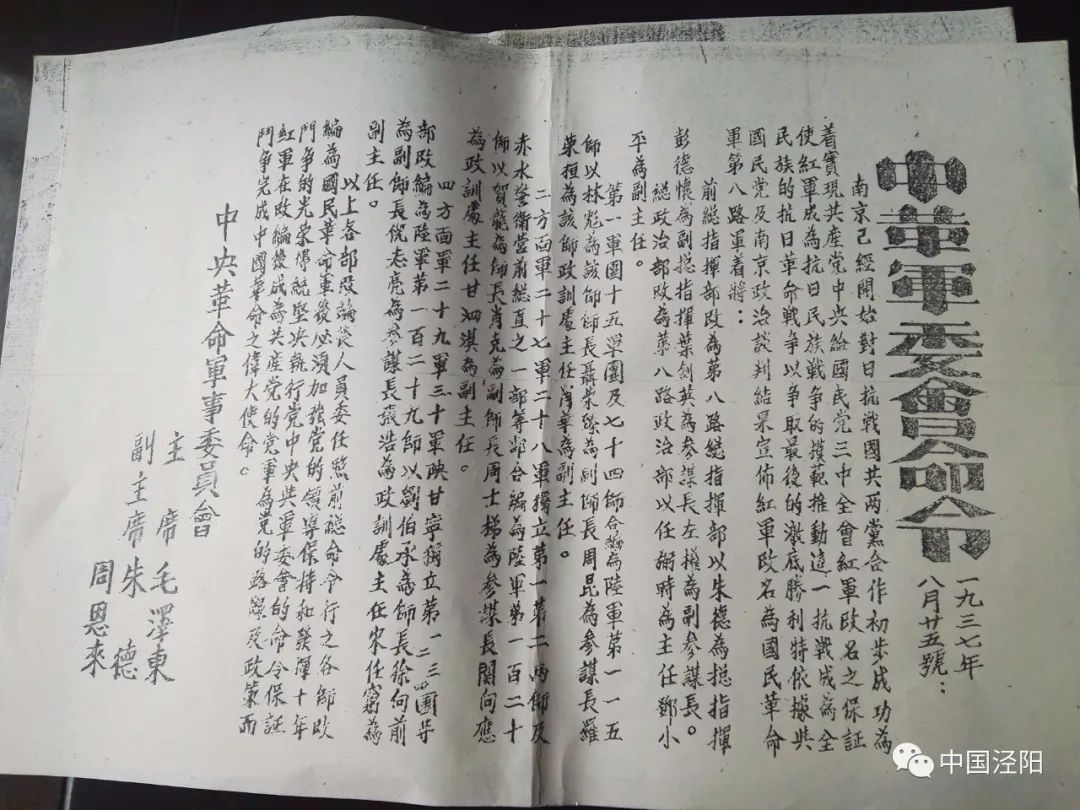 中華軍委會命令
一九三七年
八月廿五號：
南京已經開始對日抗戰國共两黨合作初步成功為
着實現共産党中央給國民党三中全會紅軍改名之保証
使紅軍成為抗日民族戰争的模範推動這一抗戰成為全
民族的抗日革命戰争以争取最後的澈底勝利特依據共
國民党及南京政治談判結果宣佈紅軍改名為國民革命
軍第八路軍着將：
前總指揮部改為第八路總指揮部以朱德為總指揮
彭德懷為副總指揮葉劍英為参謀長左權為副参謀長。
總政治部改為第八路政治部以任弼時為主任鄧小
平為副主任。
第一軍團十五軍團及七十四師合編為陸軍第一一五
師以林彪為該師師長聶榮臻為副師長周昆為参謀長羅
荣桓為該師政訓處主任肖華為副主任。
二方面軍二十七軍二十八軍獨立第一第二两師及
赤水警衛营前總直之一部等部合編為陸軍第一百二十
師以賀龍為師長肖克為副師長周士梯為参謀長関向應
為政訓處主任甘泗淇為副主任。
四方面軍二十九軍三十軍陝甘寧獨立第一二三四團等
部改編為陸軍第一百二十九師以劉伯承為師長徐向前
為副師長倪志亮為参謀長張浩為政訓處主任宋任窮為
副主任。
以上各部改編後人員委任照前總命令行之各師改
編為國民革命軍後必須加強党的領導保持和發揮十年
鬥争的光荣傳統堅决執行党中央與軍委會的命令保証
紅軍在改編後成為共産党的党軍為党的路線及政策而
鬥争完成中國革命之偉大使命。
中央革命軍事委員會
主席 毛澤東
副主席 朱德
周恩来
中国泾阳